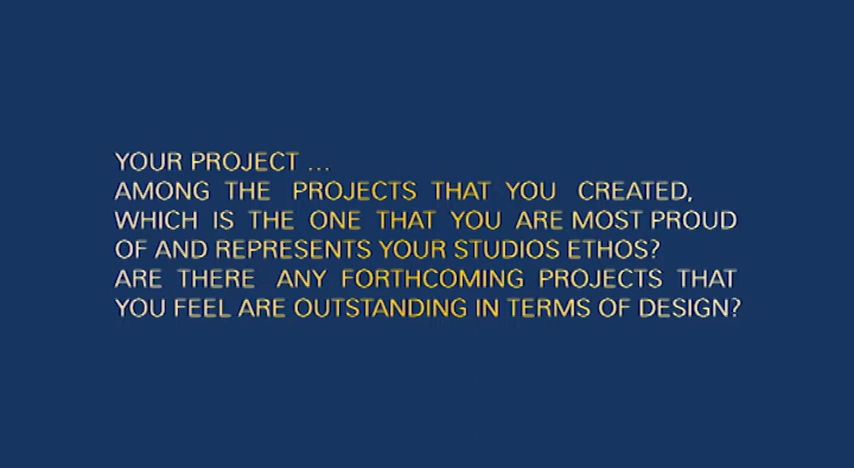 YOUR PROJECT ...
AMONG THE PROJECTS THAT YOU CREATED,
WHICH IS THE ONE THAT YOU ARE MOST PROUD
OF AND REPRESENTS YOUR STUDIOS ETHOS?
ARE THERE ANY FORTHCOMING PROJECTS THAT
YOU FEEL ARE OUTSTANDING IN TERMS OF DESIGN?